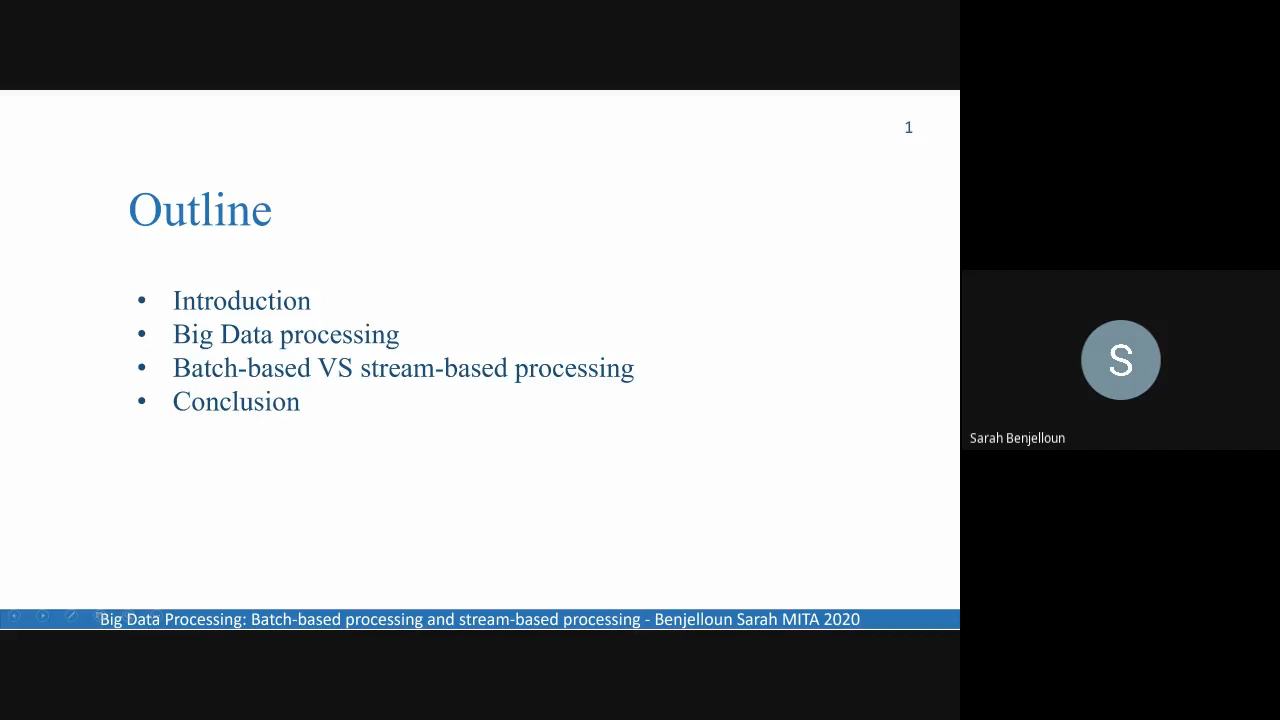 1
Outline
• Introduction
• Big Data processing
• Batch-based VS stream-based processing
• Conclusion
S
Sarah Benjelloun
Big Data Processing: Batch-based processing and stream-based processing - Benjelloun Sarah MITA 2020